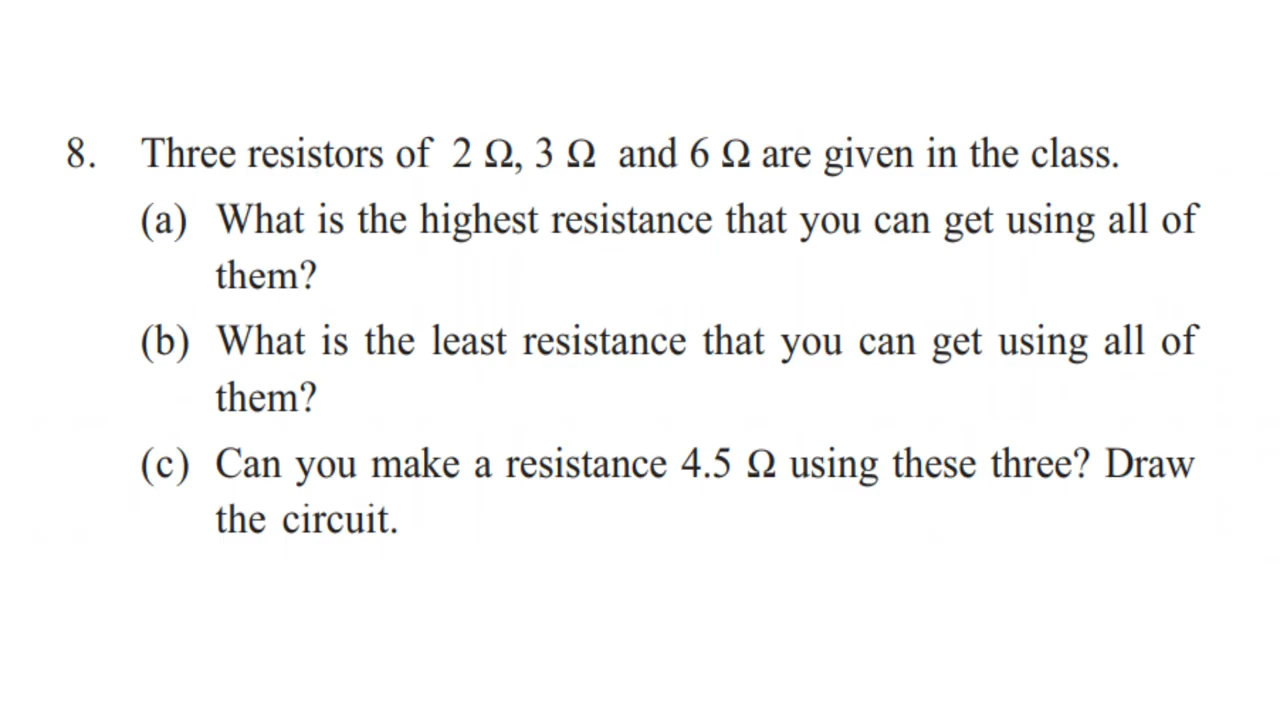 8. Three resistors of 2 Ω, 3 Ω and 6 Ω are given in the class.
(a) What is the highest resistance that you can get using all of
them?
(b) What is the least resistance that you can get using all of
them?
(c) Can you make a resistance 4.5 Ω using these three? Draw
the circuit.